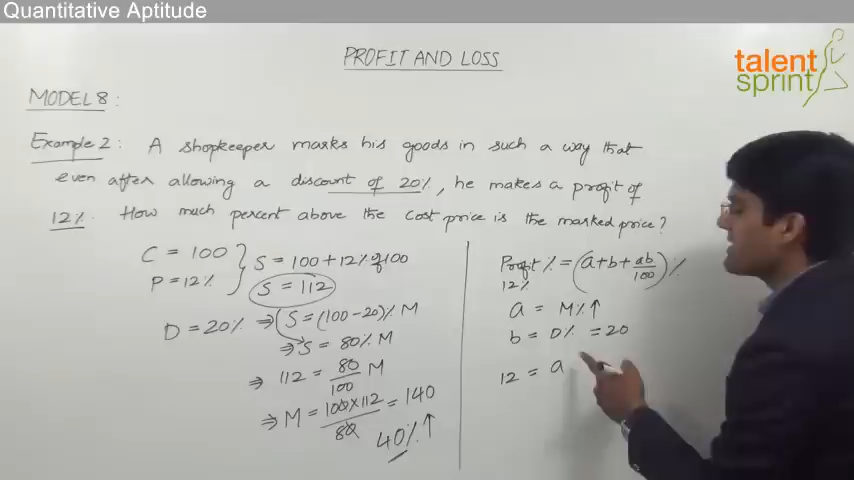 Quantitative Aptitude
PROFIT AND LOSS
talent
sprint
MODEL 8 :
Example 2 : A shopkeeper marks his goods in such a way that
even after allowing a discount of 20%, he makes a profit of
12%. How much percent above the cost price is the marked price?
C = 100
P = 12%
S = 100 + 12% of 100
S = 112
D = 20% ⇒ S = (100 - 20)% M
⇒ S = 80% M
⇒ 112 = 80/100 M
⇒ M = 100×112/80 = 140
40% ↑
Profit % = (a+b+ab/100)%
12%
a = M% ↑
b = D% = 20
12 = a